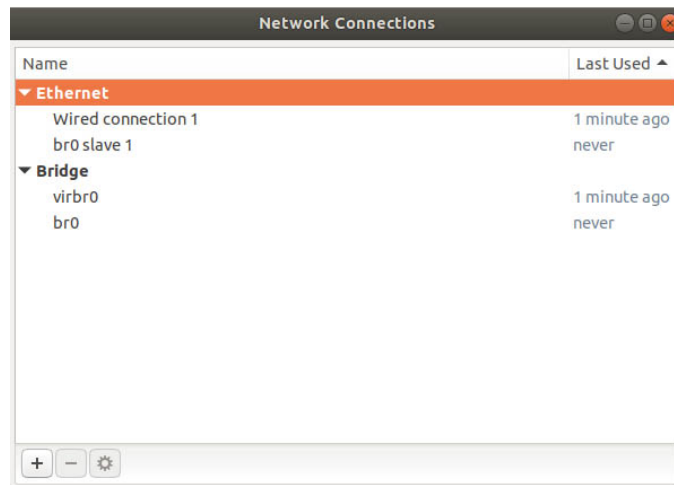 Network Connections
Name Last Used
Ethernet
Wired connection 1 1 minute ago
br0 slave 1 never
Bridge
virbr0 1 minute ago
br0 never